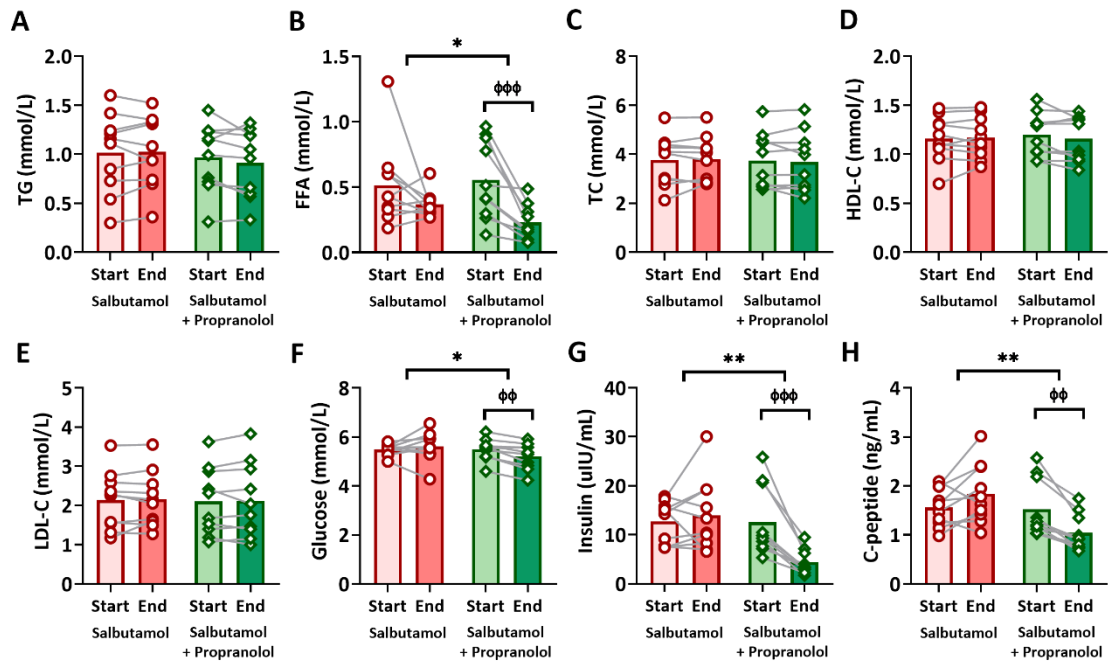 A
TG (mmol/L)
2.0
1.5
1.0
0.5
0.0
Start End Start End
Salbutamol Salbutamol
+ Propranolol
B
FFA (mmol/L)
1.5
1.0
0.5
0.0
*
ϕϕϕ
Start End Start End
Salbutamol Salbutamol
+ Propranolol
C
TC (mmol/L)
8
6
4
2
0
Start End Start End
Salbutamol Salbutamol
+ Propranolol
D
HDL-C (mmol/L)
2.0
1.5
1.0
0.5
0.0
Start End Start End
Salbutamol Salbutamol
+ Propranolol
E
LDL-C (mmol/L)
5
4
3
2
1
0
Start End Start End
Salbutamol Salbutamol
+ Propranolol
F
Glucose (mmol/L)
8
6
4
2
0
*
ϕϕ
Start End Start End
Salbutamol Salbutamol
+ Propranolol
G
Insulin (uIU/mL)
40
30
20
10
0
**
ϕϕϕ
Start End Start End
Salbutamol Salbutamol
+ Propranolol
H
C-peptide (ng/mL)
4
3
2
1
0
**
ϕϕ
Start End Start End
Salbutamol Salbutamol
+ Propranolol